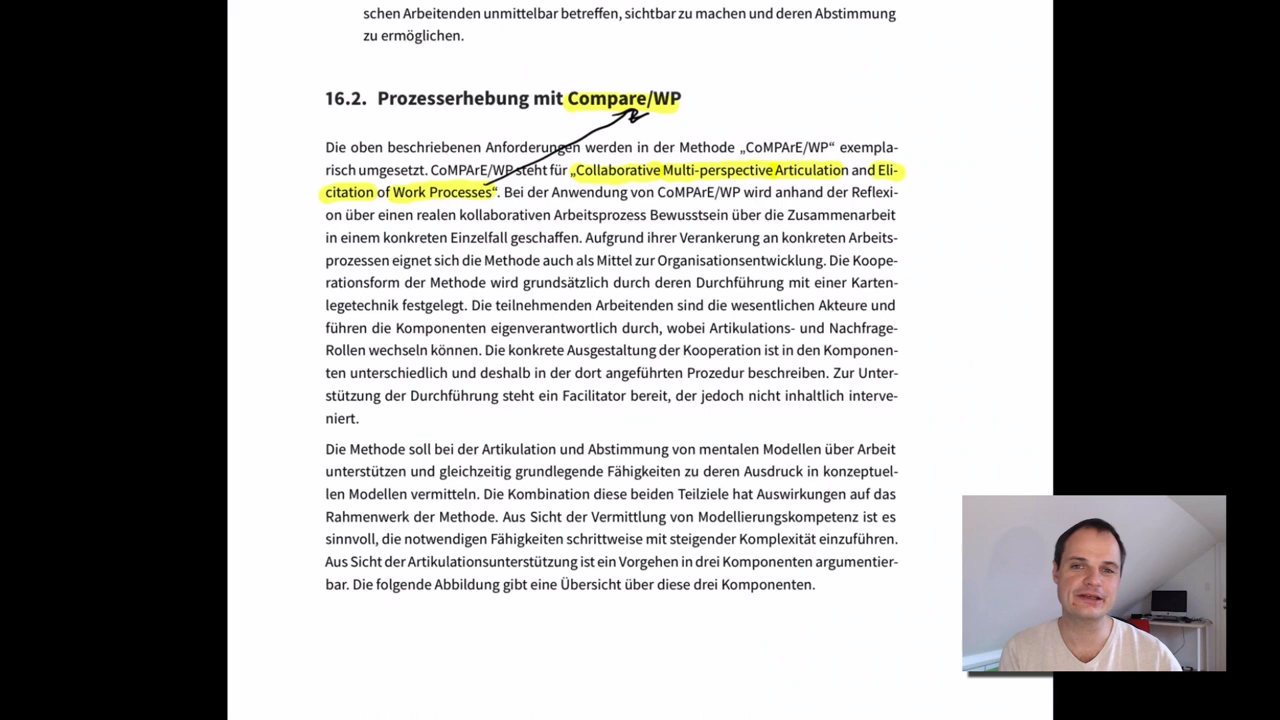 schen Arbeitenden unmittelbar betreffen, sichtbar zu machen und deren Abstimmung
zu ermöglichen.
16.2. Prozesserhebung mit Compare/WP
Die oben beschriebenen Anforderungen werden in der Methode „CoMPArE/WP“ exempla-
risch umgesetzt. CoMPArE/WP steht für „Collaborative Multi-perspective Articulation and Eli-
citation of Work Processes“. Bei der Anwendung von CoMPArE/WP wird anhand der Reflexi-
on über einen realen kollaborativen Arbeitsprozess Bewusstsein über die Zusammenarbeit
in einem konkreten Einzelfall geschaffen. Aufgrund ihrer Verankerung an konkreten Arbeits-
prozessen eignet sich die Methode auch als Mittel zur Organisationsentwicklung. Die Koope-
rationsform der Methode wird grundsätzlich durch deren Durchführung mit einer Karten-
legetechnik festgelegt. Die teilnehmenden Arbeitenden sind die wesentlichen Akteure und
führen die Komponenten eigenverantwortlich durch, wobei Artikulations- und Nachfrage-
Rollen wechseln können. Die konkrete Ausgestaltung der Kooperation ist in den Komponen-
ten unterschiedlich und deshalb in der dort angeführten Prozedur beschreiben. Zur Unter-
stützung der Durchführung steht ein Facilitator bereit, der jedoch nicht inhaltlich interve-
niert.
Die Methode soll bei der Artikulation und Abstimmung von mentalen Modellen über Arbeit
unterstützen und gleichzeitig grundlegende Fähigkeiten zu deren Ausdruck in konzeptuel-
len Modellen vermitteln. Die Kombination diese beiden Teilziele hat Auswirkungen auf das
Rahmenwerk der Methode. Aus Sicht der Vermittlung von Modellierungskompetenz ist es
sinnvoll, die notwendigen Fähigkeiten schrittweise mit steigender Komplexität einzuführen.
Aus Sicht der Artikulationsunterstützung ist ein Vorgehen in drei Komponenten argumentier-
bar. Die folgende Abbildung gibt eine Übersicht über diese drei Komponenten.